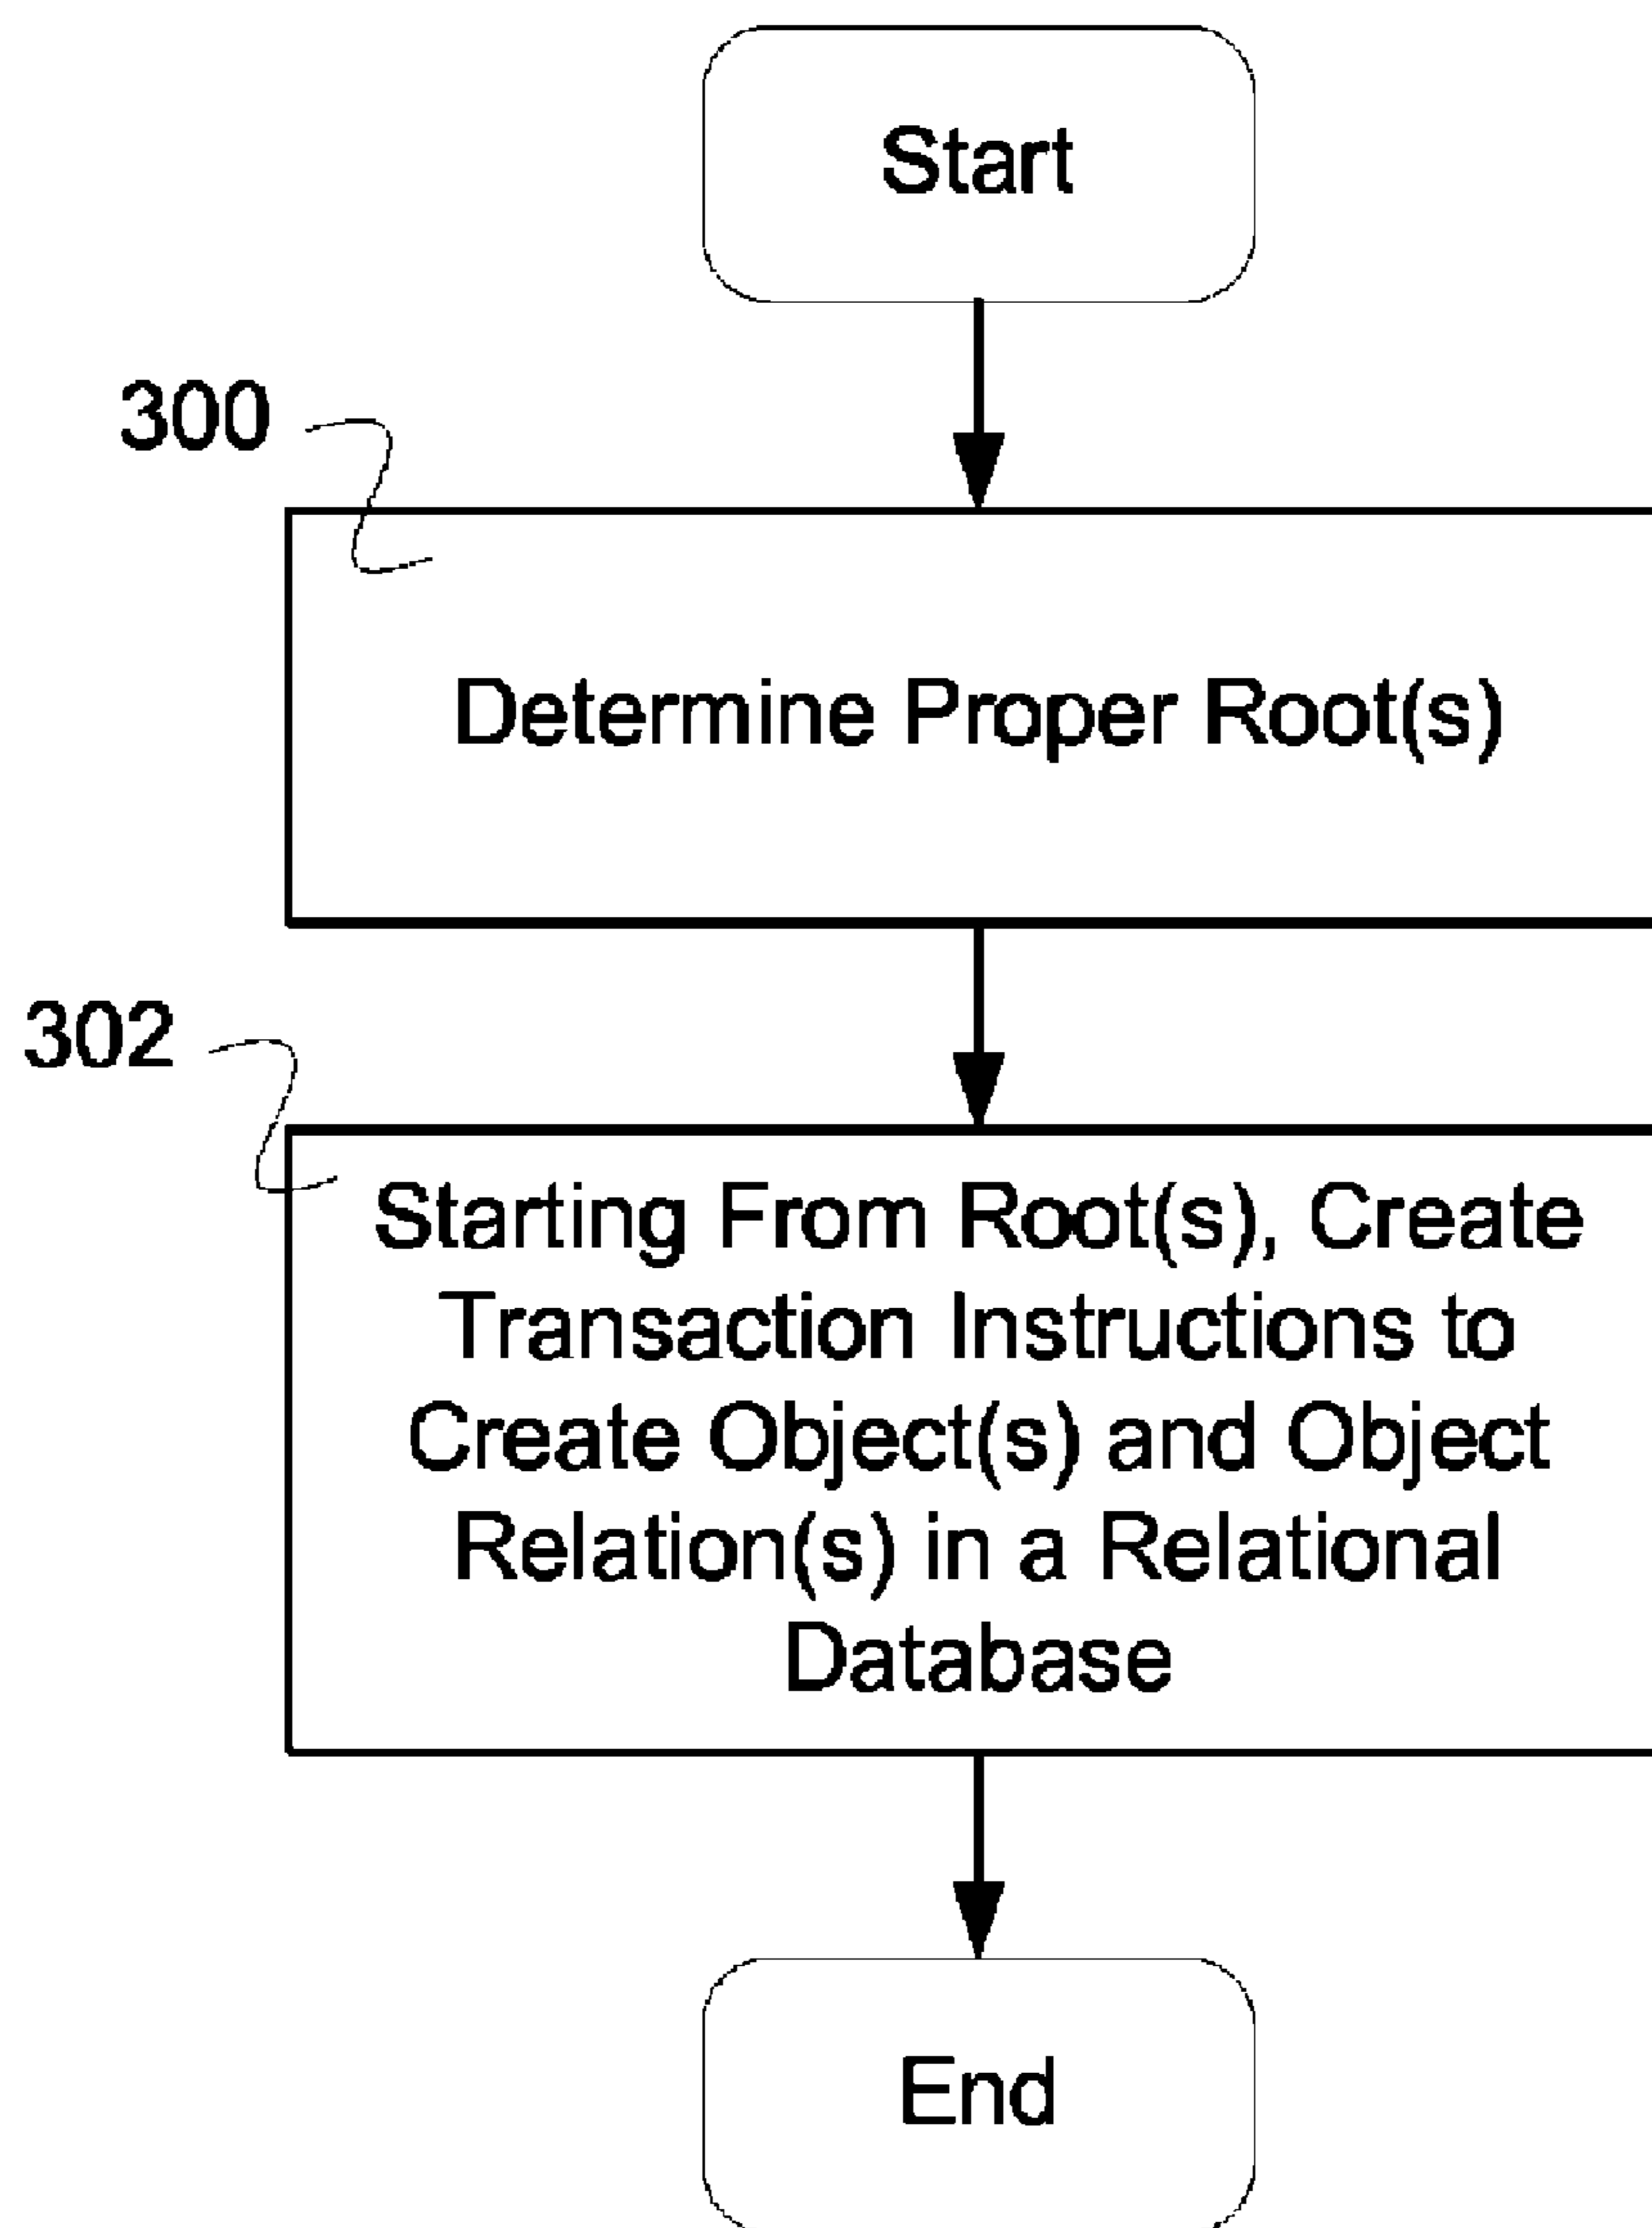 Start
300
Determine Proper Root(s)
302
Starting From Root(s), Create
Transaction Instructions to
Create Object(s) and Object
Relation(s) in a Relational
Database
End